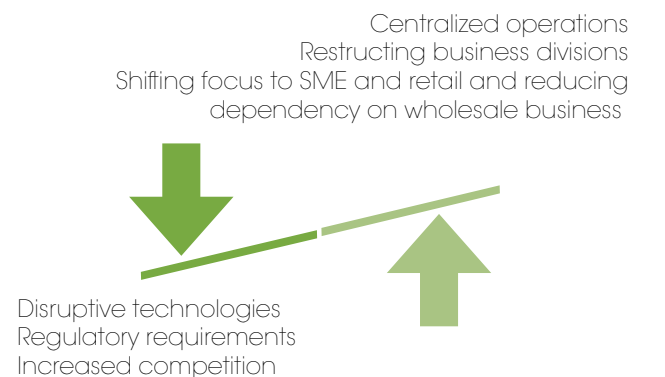 Centralized operations
Restructing business divisions
Shifting focus to SME and retail and reducing
dependency on wholesale business
Disruptive technologies
Regulatory requirements
Increased competition